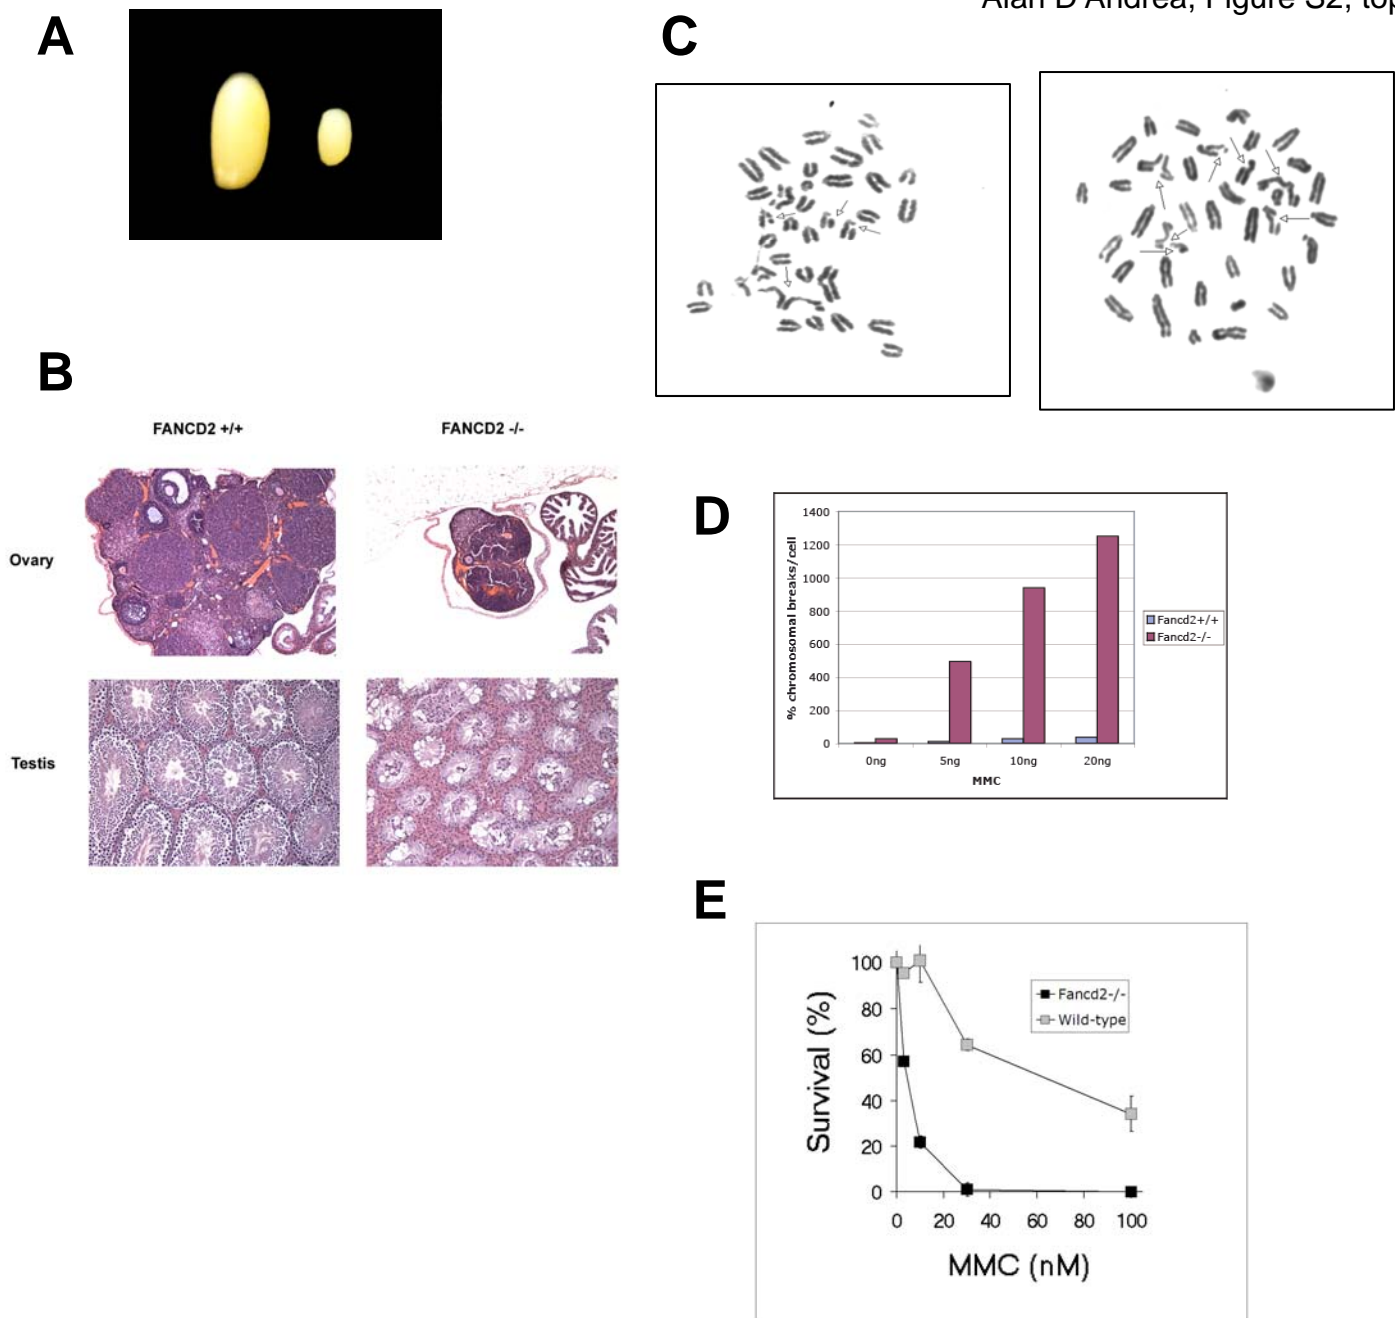 Alan D Andrea, Figure S2, top
A
C
B
FANCD2 +/+
FANCD2 -/-
Ovary
Testis
D
1400
1200
1000
800
600
400
200
0
% chromosomal breaks/cell
0ng
5ng
10ng
20ng
MMC
Fancd2+/+
Fancd2-/-
E
100
80
60
40
20
0
Survival (%)
0 20 40 60 80 100
MMC (nM)
Fancd2-/-
Wild-type